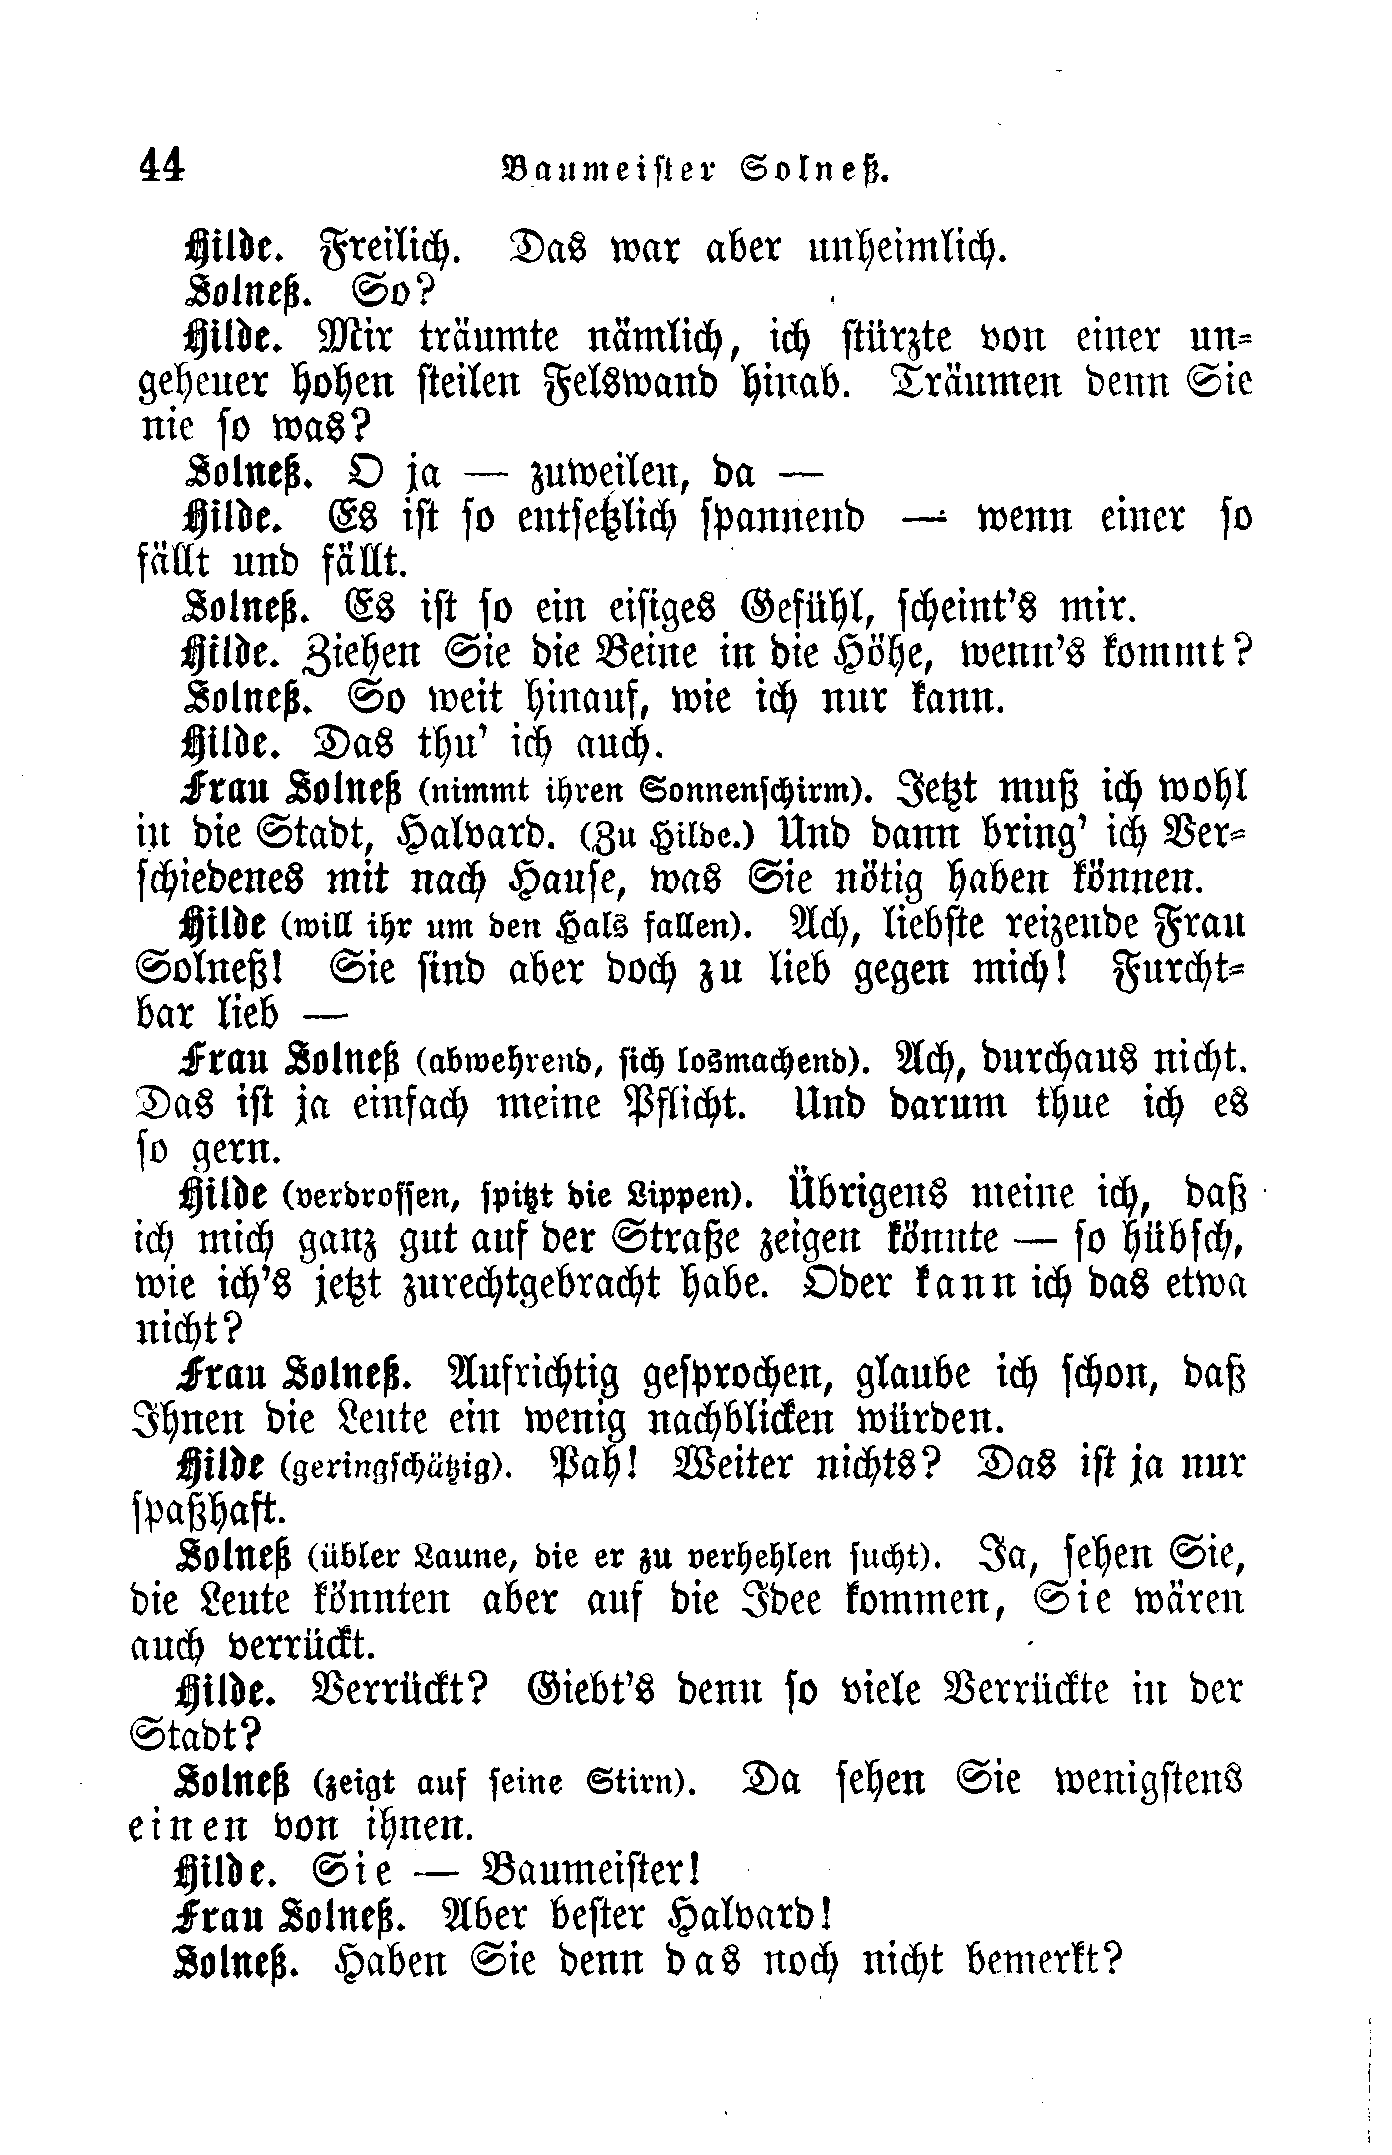 44 Baumeister Solneß.
Hilde. Freilich. Das war aber unheimlich.
Solneß. So?
Hilde. Mir träumte nämlich, ich stürzte von einer un-
geheuer hohen steilen Felswand hinab. Träumen denn Sie
nie so was?
Solneß. O ja — zuweilen, da —
Hilde. Es ist so entsetzlich spannend — wenn einer so
fällt und fällt.
Solneß. Es ist so ein eisiges Gefühl, scheint's mir.
Hilde. Ziehen Sie die Beine in die Höhe, wenn's kommt?
Solneß. So weit hinauf, wie ich nur kann.
Hilde. Das thu' ich auch.
Frau Solneß (nimmt ihren Sonnenschirm). Jetzt muß ich wohl
in die Stadt, Halvard. (Zu Hilde.) Und dann bring' ich Ver-
schiedenes mit nach Hause, was Sie nötig haben können.
Hilde (will ihr um den Hals fallen). Ach, liebste reizende Frau
Solneß! Sie sind aber doch zu lieb gegen mich! Furcht-
bar lieb —
Frau Solneß (abwehrend, sich losmachend). Ach, durchaus nicht.
Das ist ja einfach meine Pflicht. Und darum thue ich es
so gern.
Hilde (verdrossen, spitzt die Lippen). Übrigens meine ich, daß
ich mich ganz gut auf der Straße zeigen könnte — so hübsch,
wie ich's jetzt zurechtgebracht habe. Oder kann ich das etwa
nicht?
Frau Solneß. Aufrichtig gesprochen, glaube ich schon, daß
Ihnen die Leute ein wenig nachblicken würden.
Hilde (geringschätzig). Pah! Weiter nichts? Das ist ja nur
spaßhaft.
Solneß (übler Laune, die er zu verhehlen sucht). Ja, sehen Sie,
die Leute könnten aber auf die Idee kommen, Sie wären
auch verrückt.
Hilde. Verrückt? Giebt's denn so viele Verrückte in der
Stadt?
Solneß (zeigt auf seine Stirn). Da sehen Sie wenigstens
einen von ihnen.
Hilde. Sie — Baumeister!
Frau Solneß. Aber bester Halvard!
Solneß. Haben Sie denn das noch nicht bemerkt?